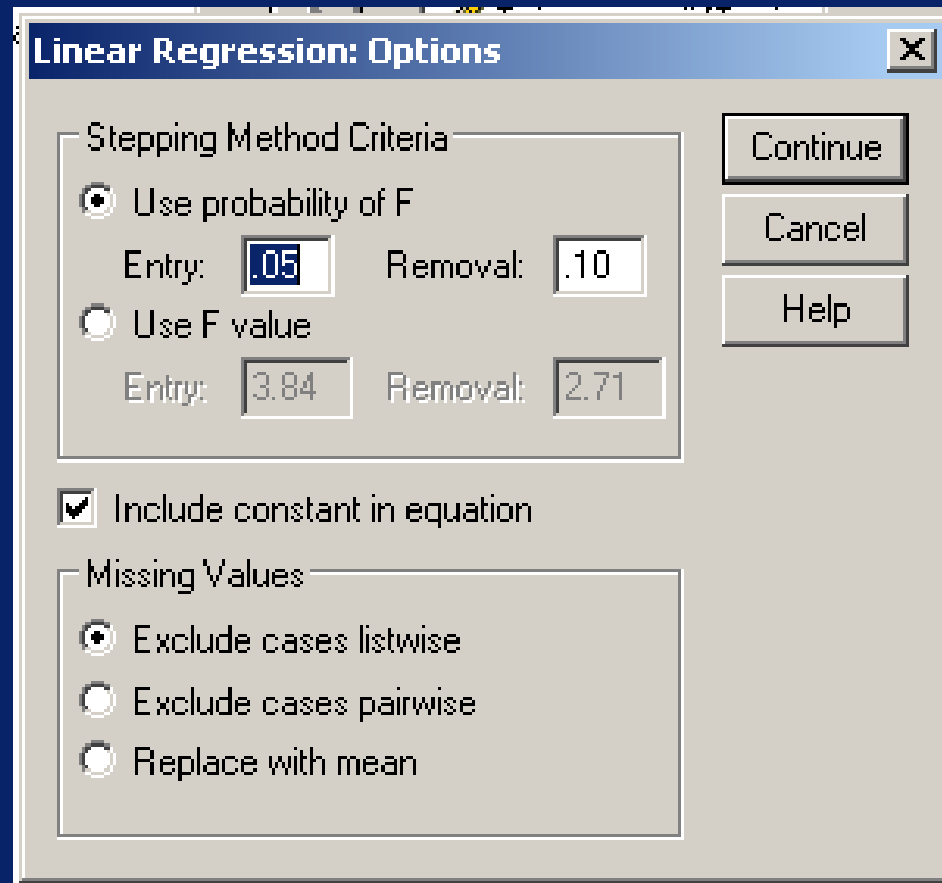 Linear Regression: Options
Stepping Method Criteria
Continue
Use probability of F
Cancel
Entry: .05 Removal: .10
Help
Use F value
Entry: 3.84 Removal: 2.71
Include constant in equation
Missing Values
Exclude cases listwise
Exclude cases pairwise
Replace with mean